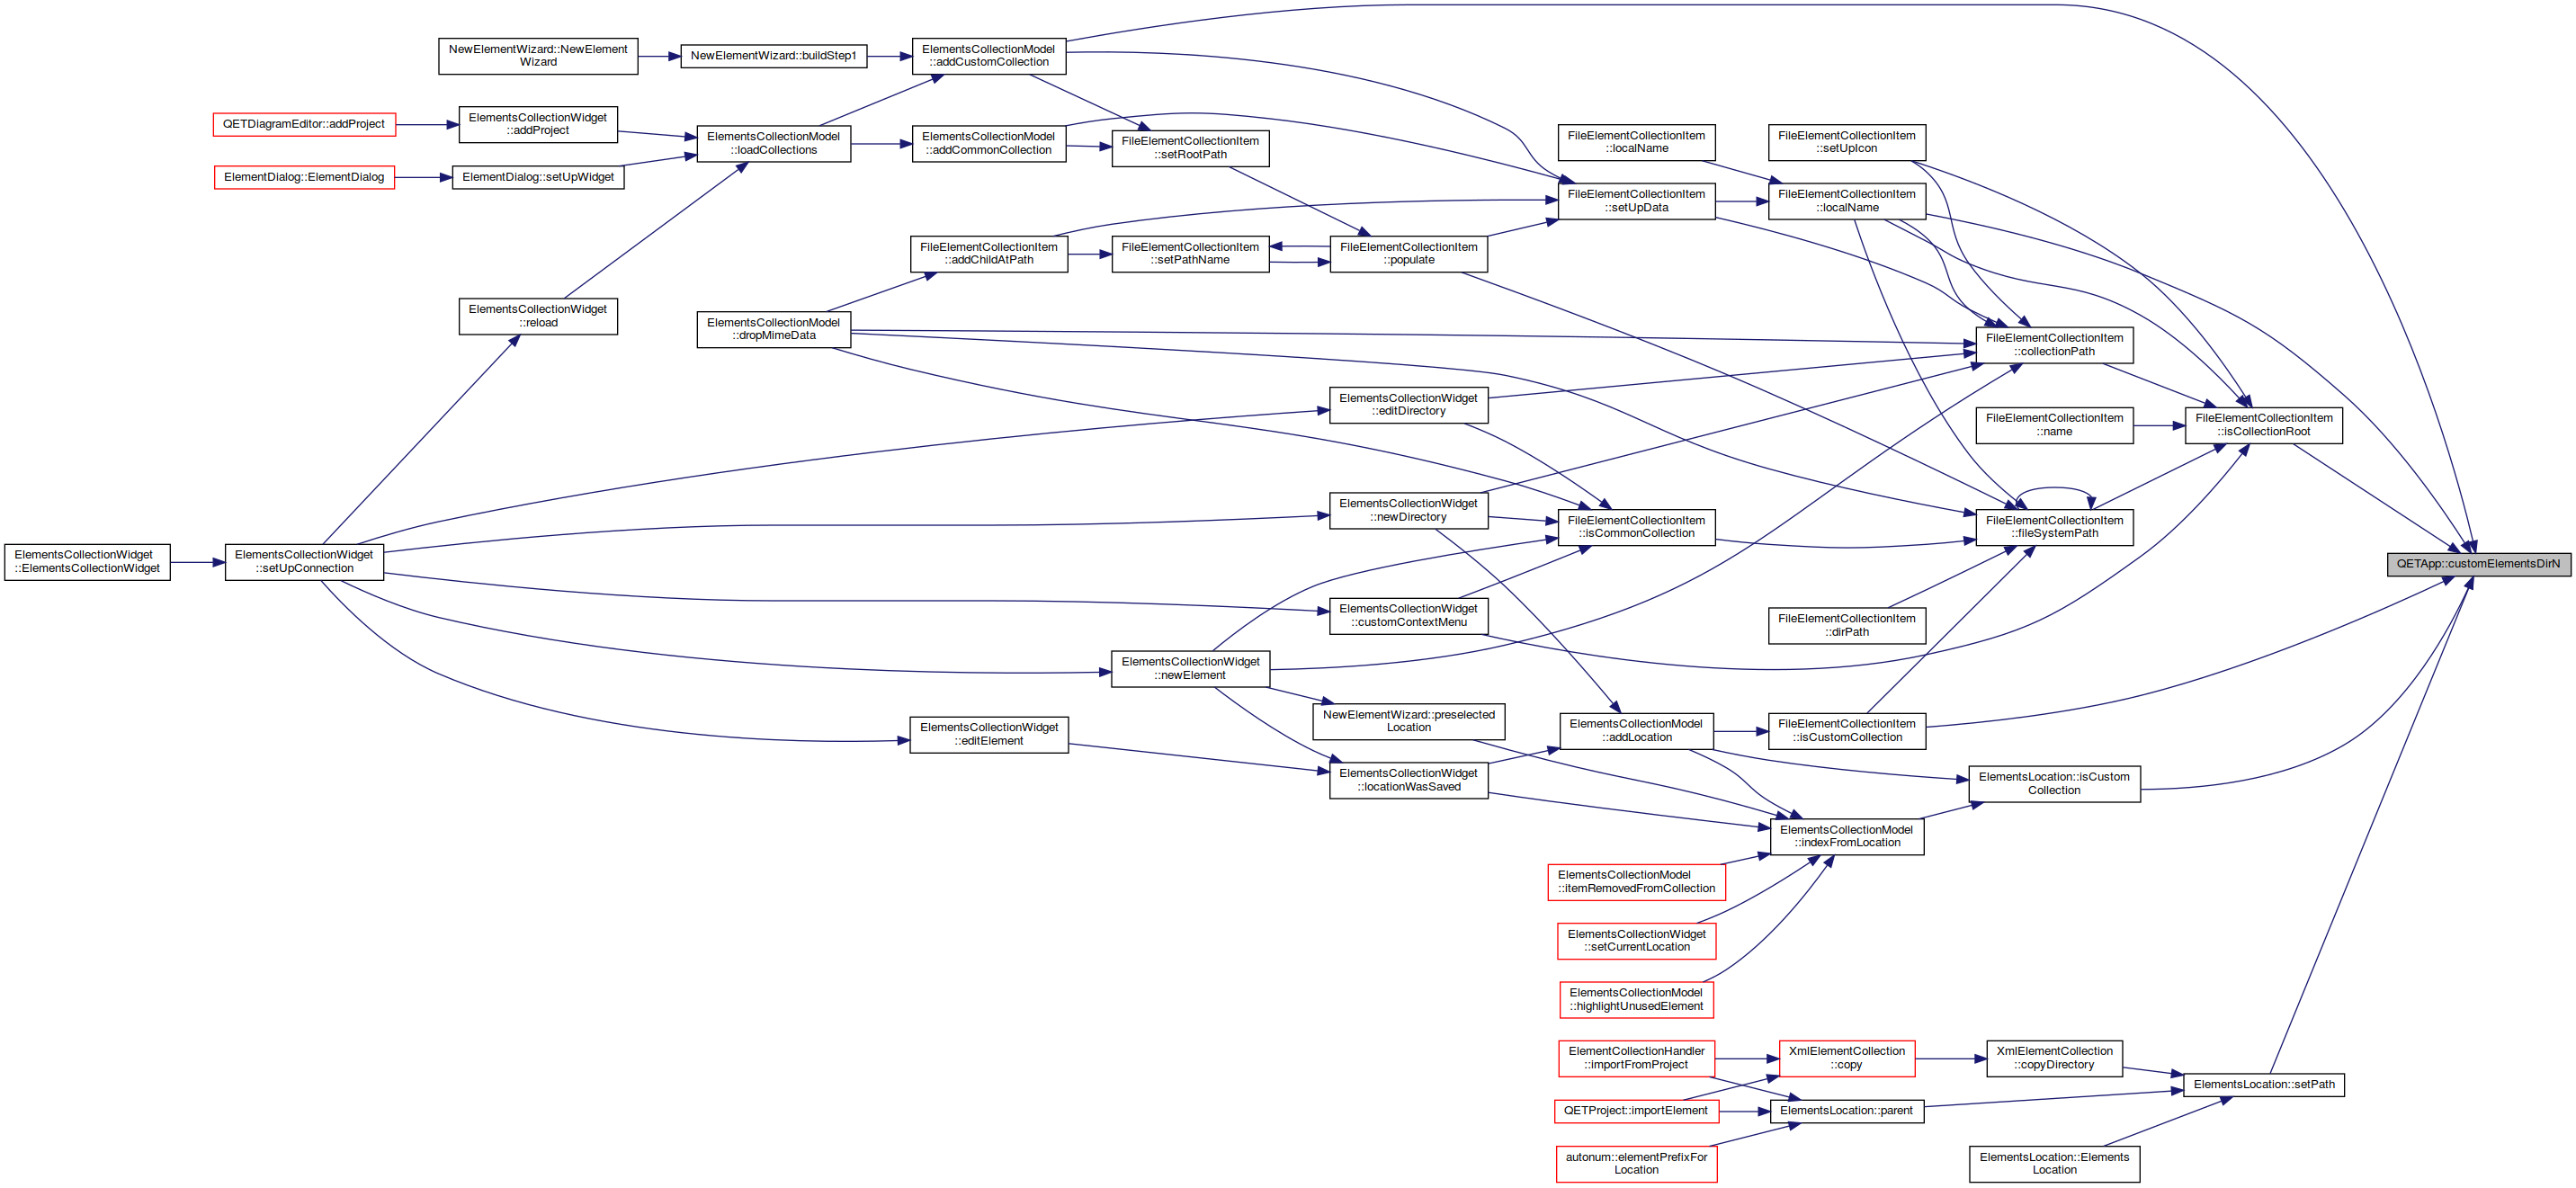 NewElementWizard::NewElement
Wizard
NewElementWizard::buildStep1
ElementsCollectionModel
::addCustomCollection
QETDiagramEditor::addProject
ElementsCollectionWidget
::addProject
ElementDialog::ElementDialog
ElementDialog::setUpWidget
ElementsCollectionModel
::loadCollections
ElementsCollectionModel
::addCommonCollection
FileElementCollectionItem
::setRootPath
FileElementCollectionItem
::localName
FileElementCollectionItem
::setUpIcon
FileElementCollectionItem
::setUpData
FileElementCollectionItem
::localName
FileElementCollectionItem
::addChildAtPath
FileElementCollectionItem
::setPathName
FileElementCollectionItem
::populate
ElementsCollectionWidget
::reload
ElementsCollectionModel
::dropMimeData
FileElementCollectionItem
::collectionPath
ElementsCollectionWidget
::editDirectory
FileElementCollectionItem
::name
FileElementCollectionItem
::isCollectionRoot
ElementsCollectionWidget
::newDirectory
FileElementCollectionItem
::isCommonCollection
FileElementCollectionItem
::fileSystemPath
ElementsCollectionWidget
::ElementsCollectionWidget
ElementsCollectionWidget
::setUpConnection
QETApp::customElementsDirN
ElementsCollectionWidget
::customContextMenu
FileElementCollectionItem
::dirPath
ElementsCollectionWidget
::newElement
NewElementWizard::preselected
Location
ElementsCollectionWidget
::editElement
ElementsCollectionModel
::addLocation
FileElementCollectionItem
::isCustomCollection
ElementsCollectionWidget
::locationWasSaved
ElementsLocation::isCustom
Collection
ElementsCollectionModel
::indexFromLocation
ElementsCollectionModel
::itemRemovedFromCollection
ElementsCollectionWidget
::setCurrentLocation
ElementsCollectionModel
::highlightUnusedElement
ElementCollectionHandler
::importFromProject
XmlElementCollection
::copy
XmlElementCollection
::copyDirectory
ElementsLocation::setPath
QETProject::importElement
ElementsLocation::parent
autonum::elementPrefixFor
Location
ElementsLocation::Elements
Location